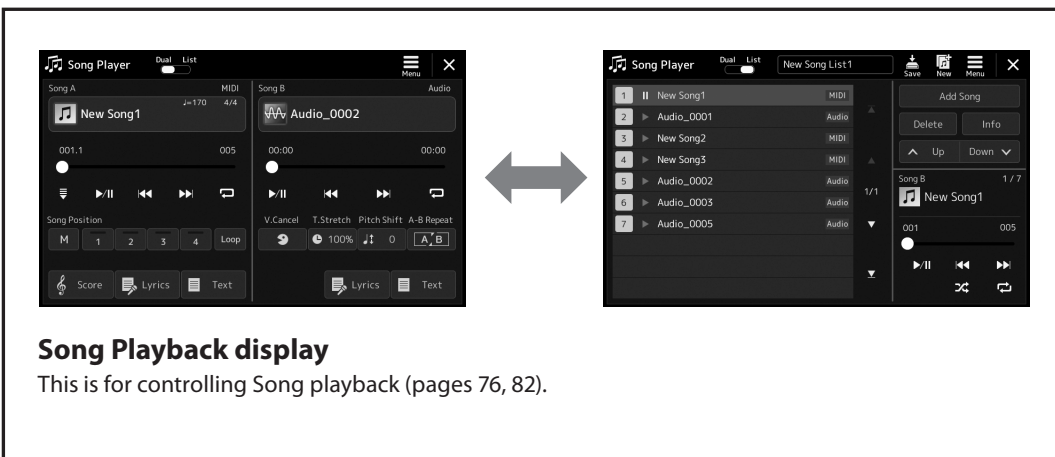 Song Player Dual List Menu
Song A MIDI
♩=170 4/4
New Song1
001.1 005
Song Position
M 1 2 3 4 Loop
Score Lyrics Text
Song B Audio
Audio_0002
00:00 00:00
V.Cancel T.Stretch Pitch Shift A-B Repeat
100% 0 A B
Lyrics Text
Song Player Dual List New Song List1 Save New Menu
1 New Song1 MIDI
2 Audio_0001 Audio
3 New Song2 MIDI
4 New Song3 MIDI
5 Audio_0002 Audio
6 Audio_0003 Audio
7 Audio_0005 Audio
1/1
Add Song
Delete Info
Up Down
Song B 1 / 7
New Song1
001 005
Song Playback display
This is for controlling Song playback (pages 76, 82).